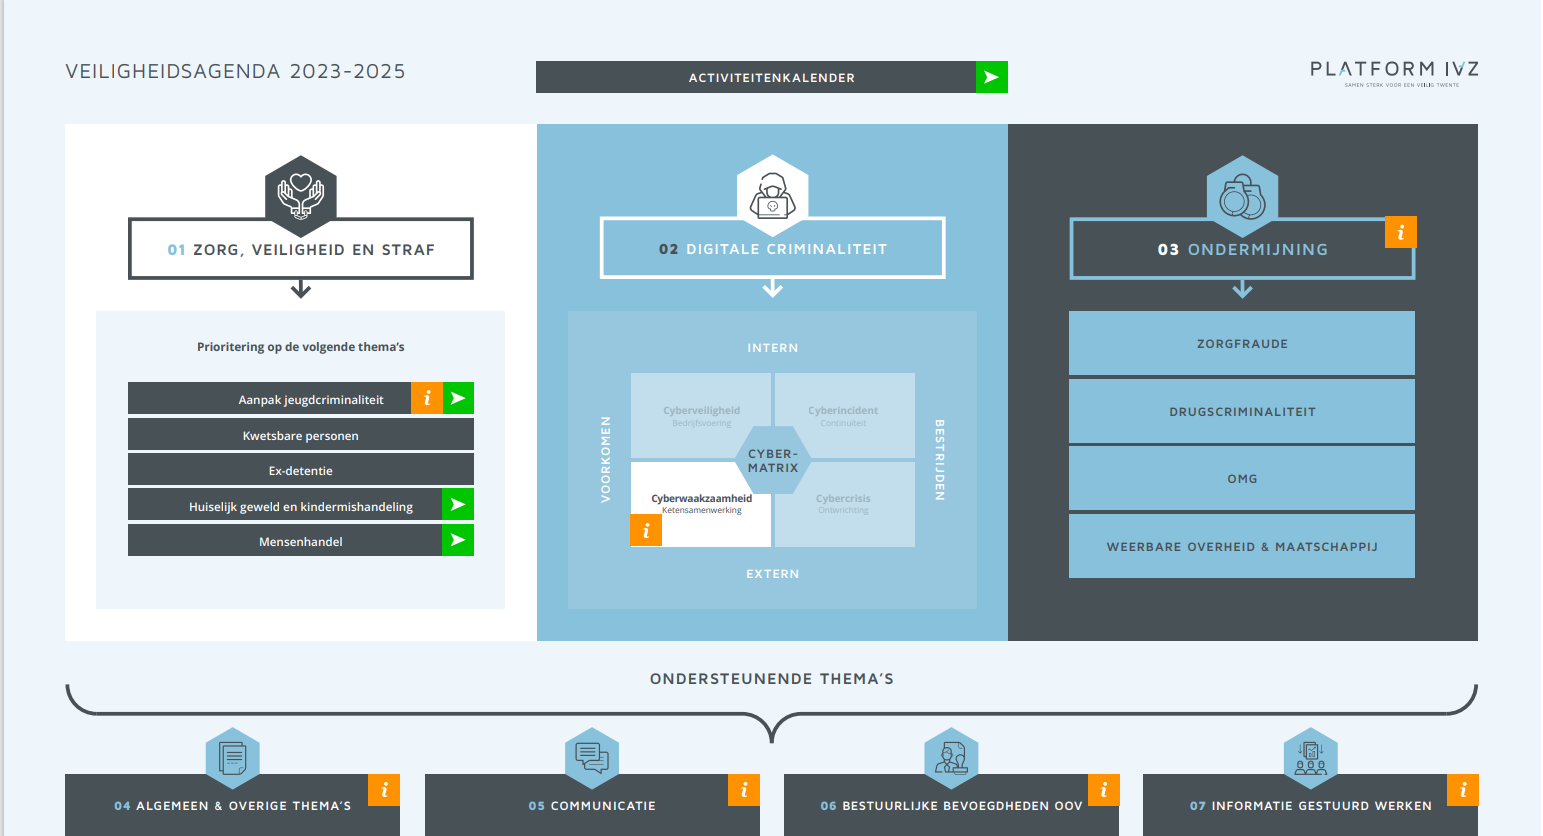 VEILIGHEIDSAGENDA 2023-2025
ACTIVITEITENKALENDER
PLATFORM IVZ
SAMEN STERK VOOR EEN VEILIG TWENTE
01 ZORG, VEILIGHEID EN STRAF
Prioritering op de volgende thema's
Aanpak jeugdcriminaliteit
i
Kwetsbare personen
Ex-detentie
Huiselijk geweld en kindermishandeling
Mensenhandel
02 DIGITALE CRIMINALITEIT
INTERN
VOORKOMEN
BESTRIJDEN
Cyberveiligheid
Bedrijfsvoering
Cyberincident
Continuïteit
CYBER-
MATRIX
Cyberwaakzaamheid
Ketensamenwerking
i
Cybercrisis
Ontwrichting
EXTERN
03 ONDERMIJNING
i
ZORGFRAUDE
DRUGSCRIMINALITEIT
OMG
WEERBARE OVERHEID & MAATSCHAPPIJ
ONDERSTEUNENDE THEMA'S
04 ALGEMEEN & OVERIGE THEMA'S
i
05 COMMUNICATIE
i
06 BESTUURLIJKE BEVOEGDHEDEN OOV
i
07 INFORMATIE GESTUURD WERKEN
i